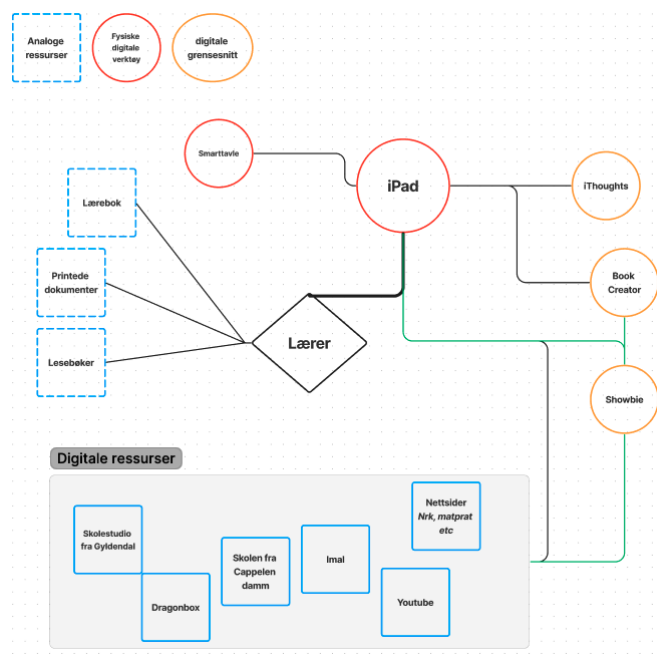 Analoge
ressurser
Fysiske
digitale
verktøy
digitale
grensesnitt
Smarttavle
iPad
iThoughts
Lærebok
Printede
dokumenter
Book
Creator
Lærer
Lesebøker
Showbie
Digitale ressurser
Nettsider
Nrk, matprat
etc
Skolestudio
fra Gyldendal
Skolen fra
Cappelen
damm
Imal
Dragonbox
Youtube